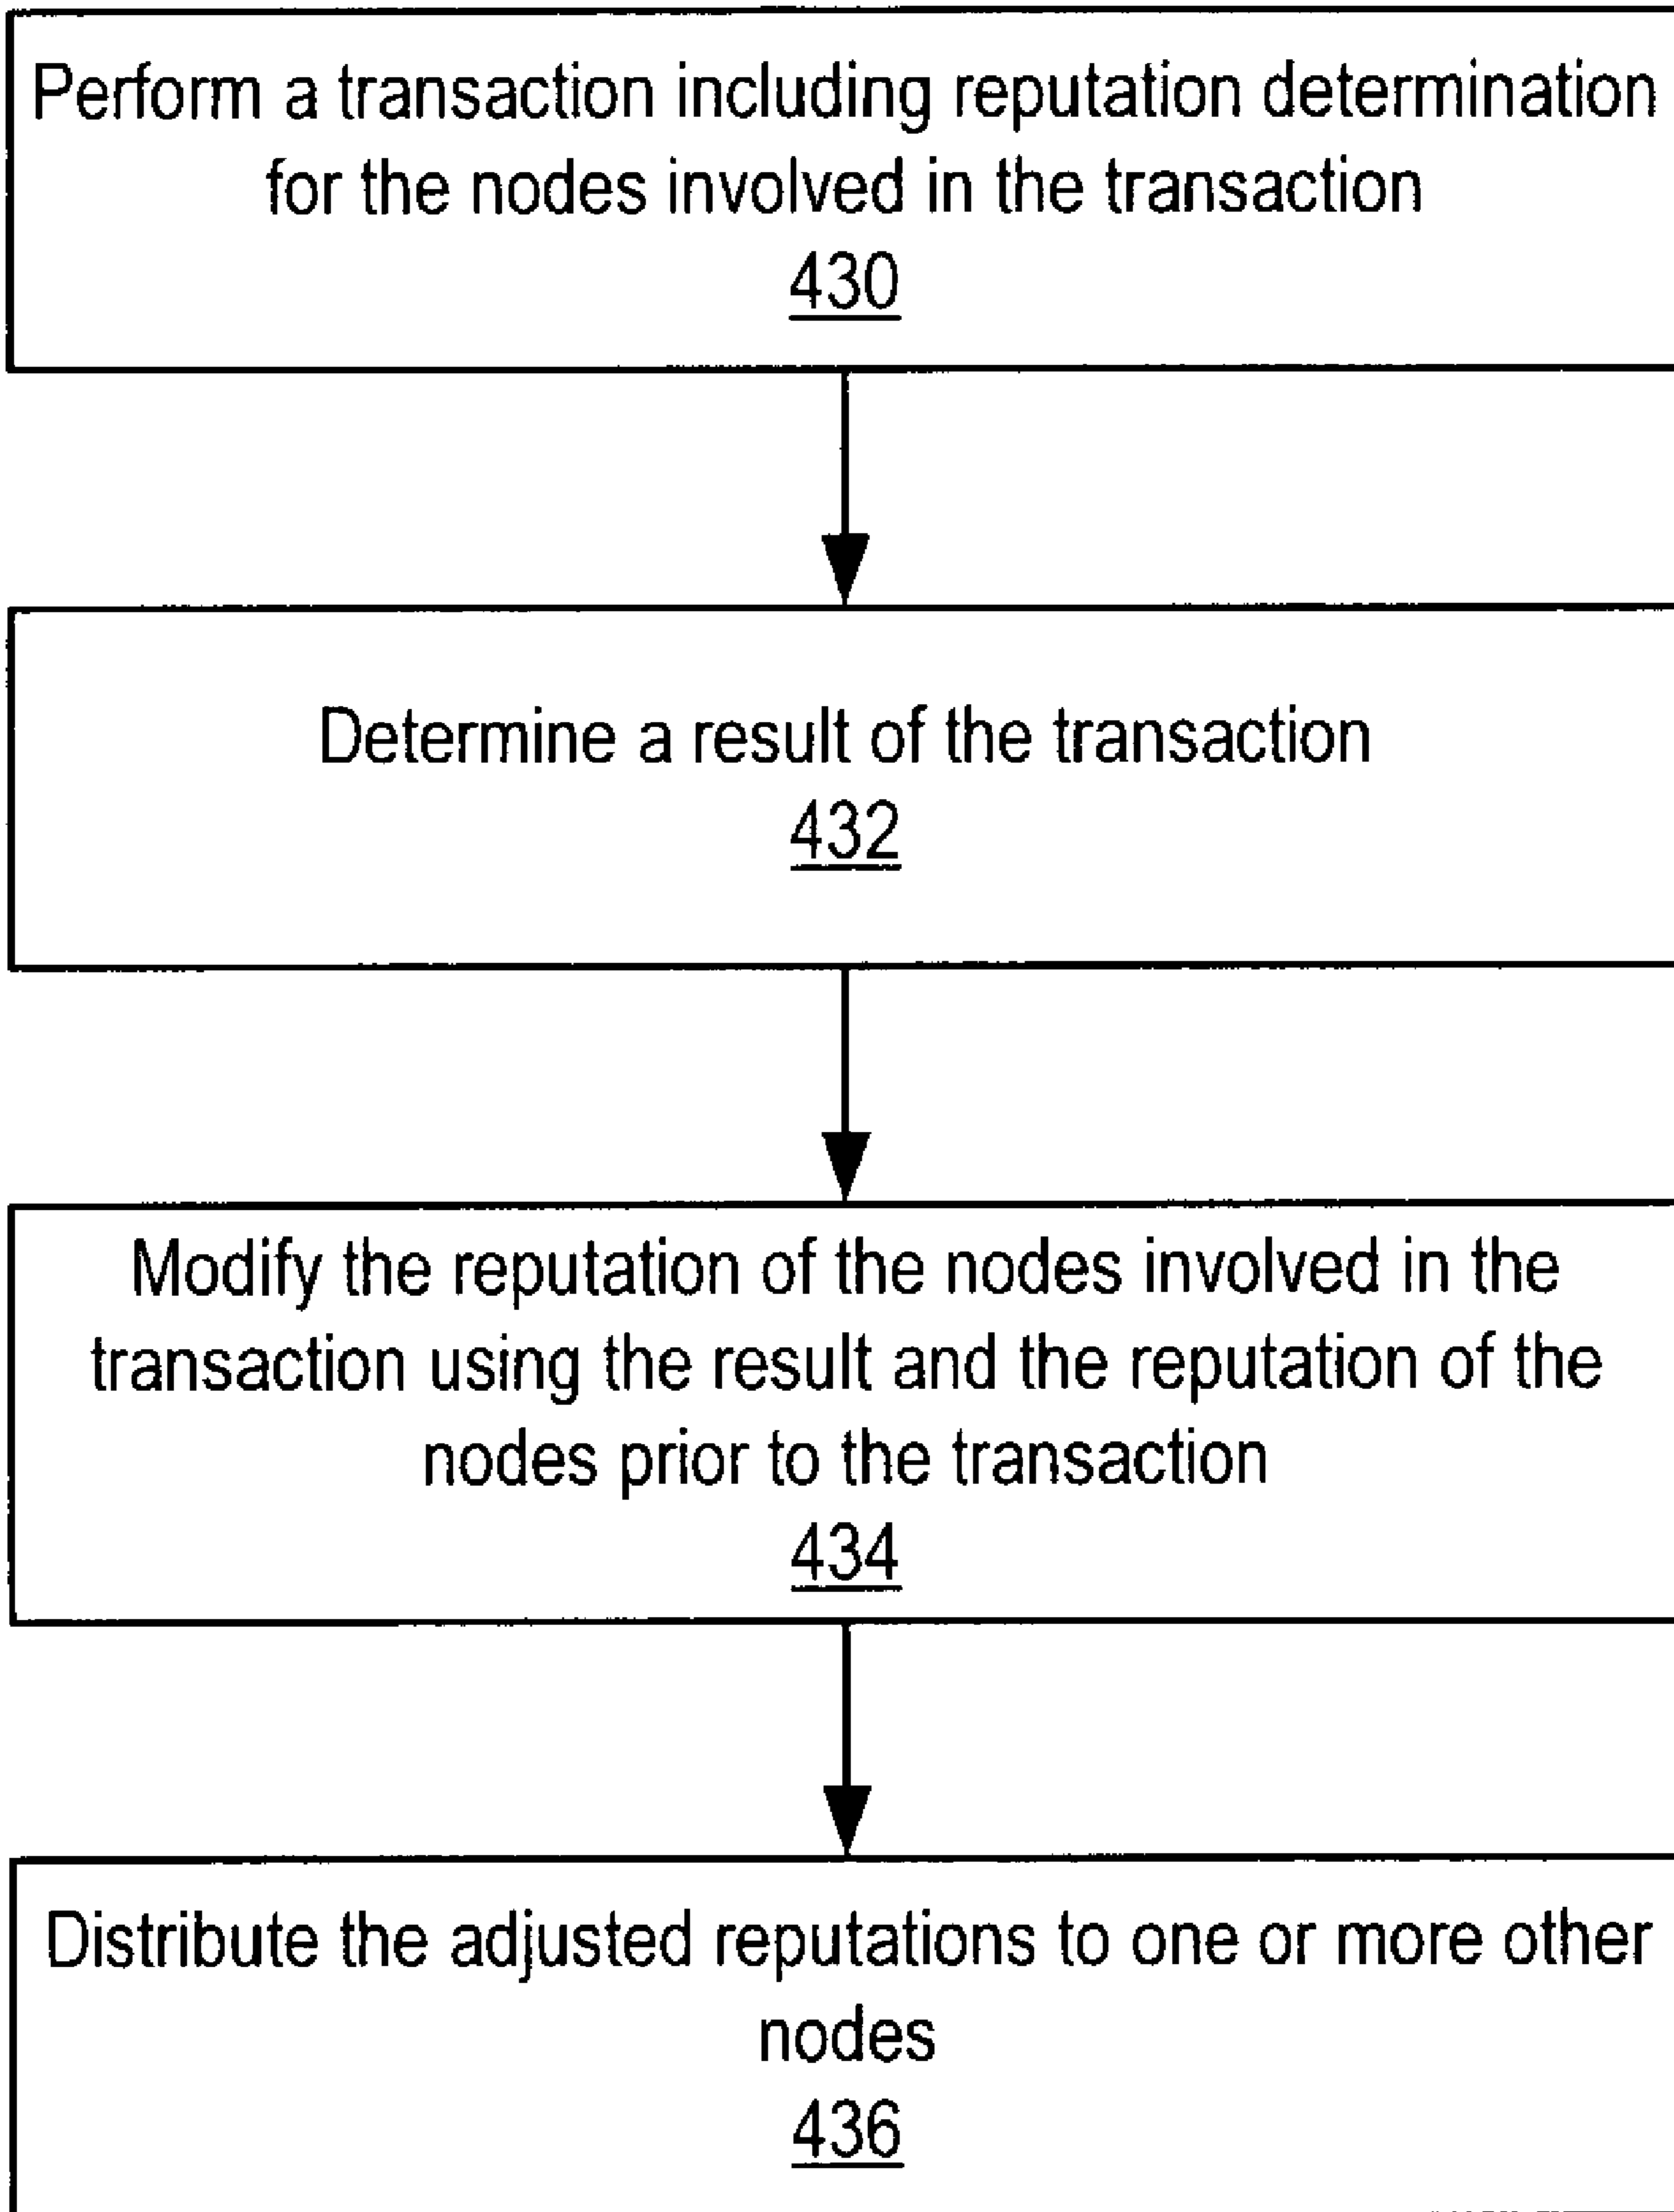 Perform a transaction including reputation determination
for the nodes involved in the transaction
430
Determine a result of the transaction
432
Modify the reputation of the nodes involved in the
transaction using the result and the reputation of the
nodes prior to the transaction
434
Distribute the adjusted reputations to one or more other
nodes
436